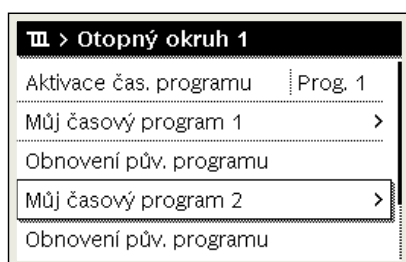 > Otopný okruh 1
Aktivace čas. programu Prog. 1
Můj časový program 1 >
Obnovení pův. programu
Můj časový program 2 >
Obnovení pův. programu